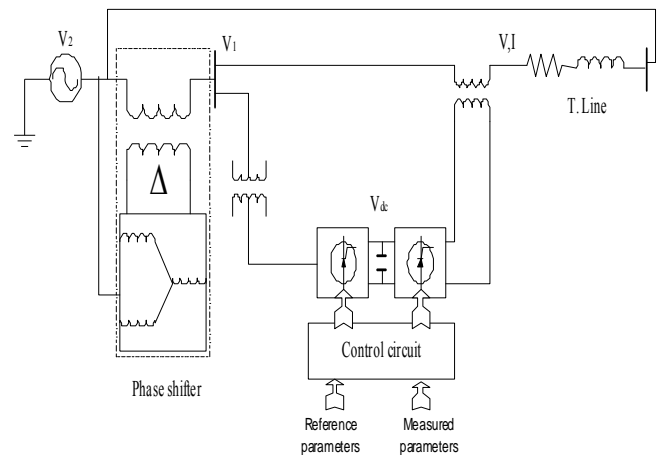 V2
V1
V,I
T. Line
Δ
Vdc
Control circuit
Phase shifter
Reference
parameters
Measured
parameters